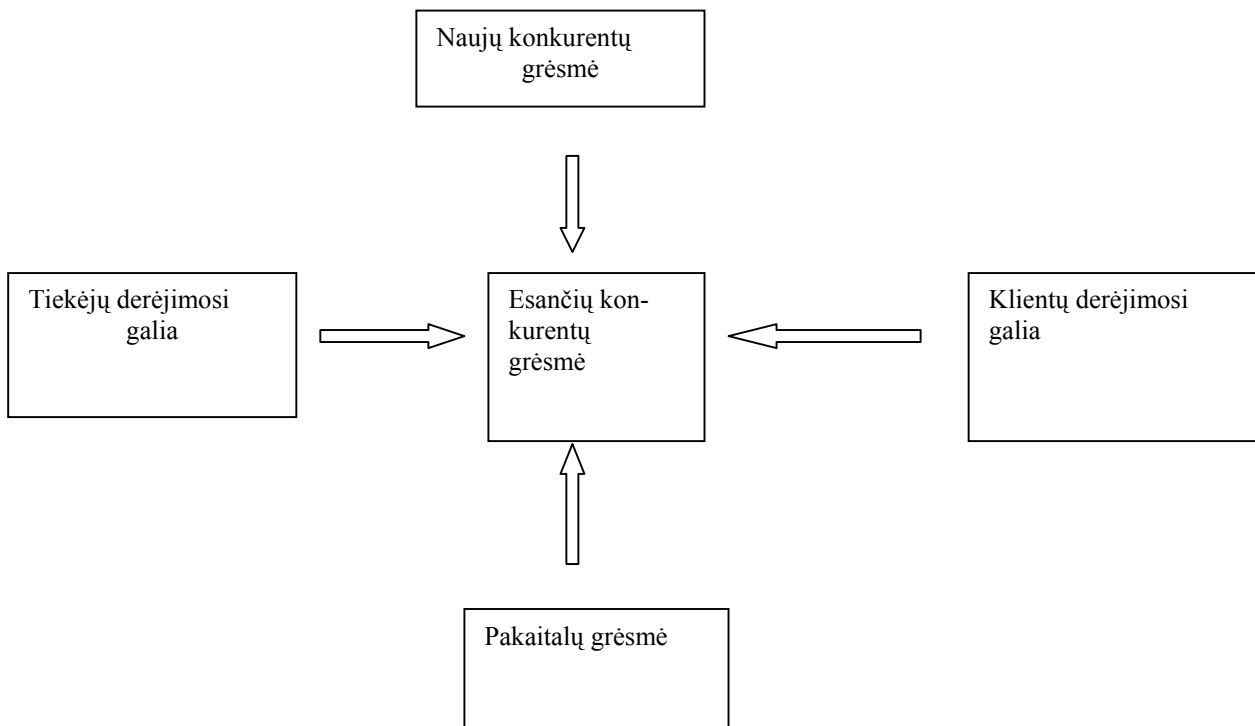 Naujų konkurentų
grėsmė
Tiekėjų derėjimosi
galia
Esančių kon-
kurentų
grėsmė
Klientų derėjimosi
galia
Pakaitalų grėsmė